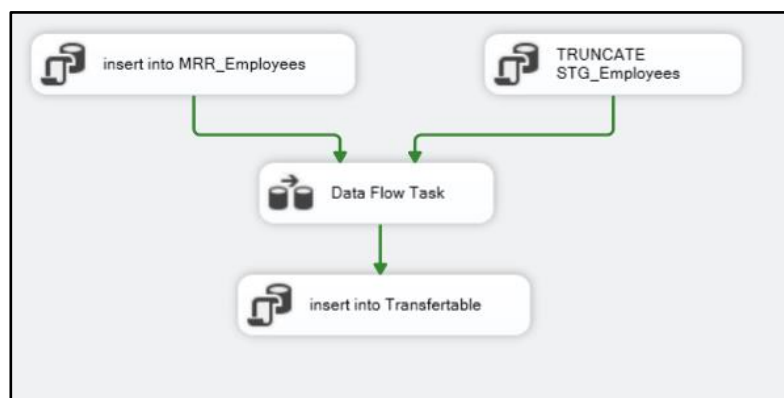 insert into MRR_Employees
TRUNCATE
STG_Employees
Data Flow Task
insert into Transfertable